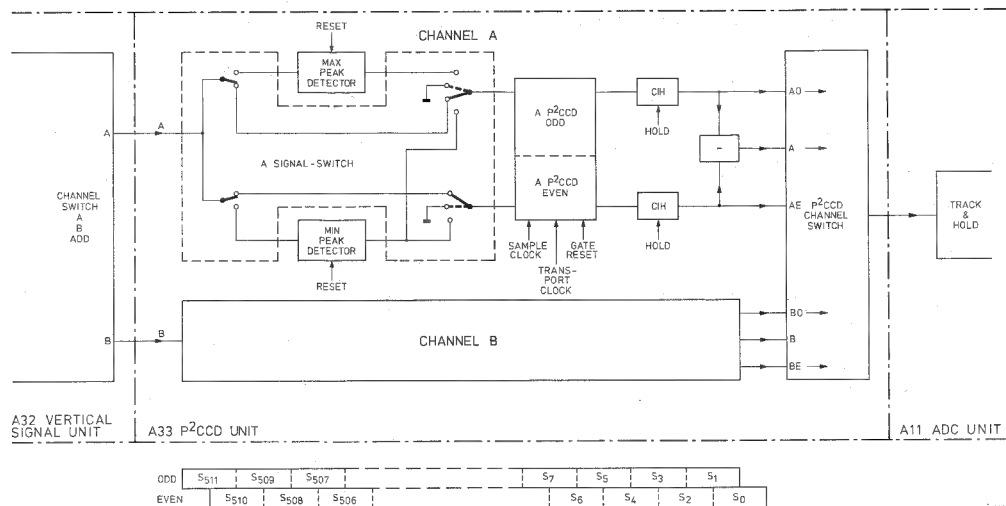 RESET
CHANNEL A
MAX
PEAK
DETECTOR
A SIGNAL-SWITCH
MIN
PEAK
DETECTOR
RESET
A
A
CHANNEL
SWITCH
A
B
ADD
B
B
A P²CCD
ODD
A P²CCD
EVEN
SAMPLE
CLOCK
TRANS-
PORT
CLOCK
GATE
RESET
CIH
HOLD
CIH
HOLD
−
AO
A
AE
P²CCD
CHANNEL
SWITCH
TRACK
&
HOLD
CHANNEL B
BO
B
BE
A32 VERTICAL
SIGNAL UNIT
A33 P²CCD UNIT
A11 ADC UNIT
ODD S511 S509 S507 S7 S5 S3 S1
EVEN S510 S508 S506 S6 S4 S2 S0